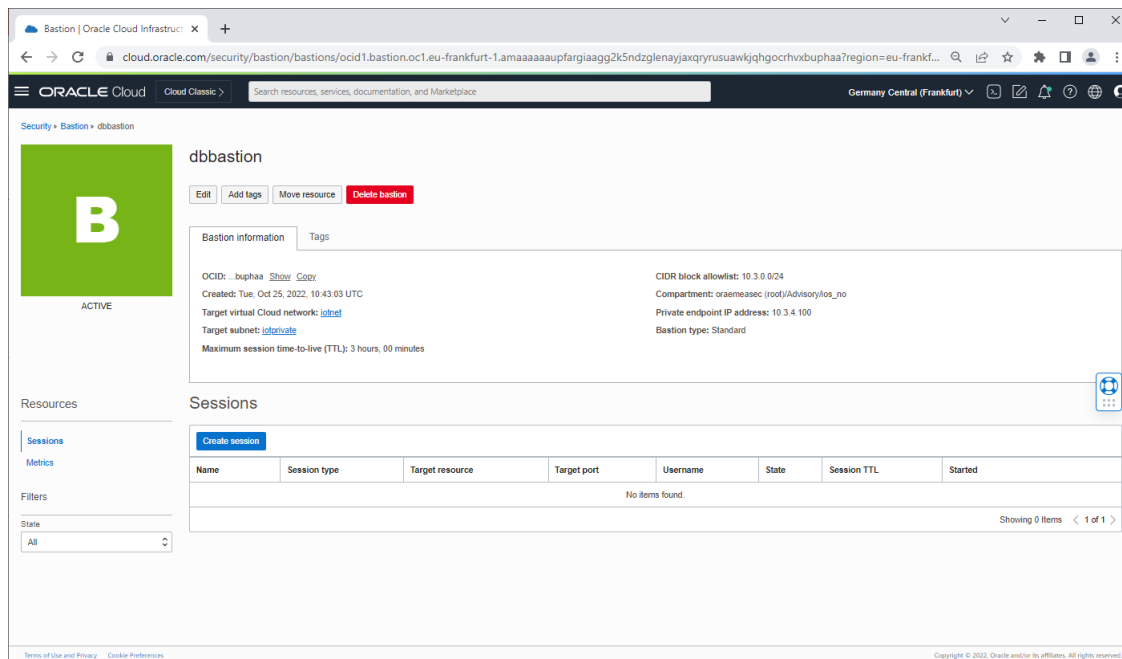 Bastion | Oracle Cloud Infrastruct
cloud.oracle.com/security/bastion/bastions/ocid1.bastion.oc1.eu-frankfurt-1.amaaaaaaupfargiaagg2k5ndzglenayjaxqryrusuawkjqhgocrhvxbuphaa?region=eu-frankf...
ORACLE Cloud Cloud Classic > Search resources, services, documentation, and Marketplace Germany Central (Frankfurt)
Security » Bastion » dbbastion
B
ACTIVE
dbbastion
Edit Add tags Move resource Delete bastion
Bastion information Tags
OCID: ...buphaa Show Copy
Created: Tue, Oct 25, 2022, 10:43:03 UTC
Target virtual Cloud network: iotnet
Target subnet: iotprivate
Maximum session time-to-live (TTL): 3 hours, 00 minutes
CIDR block allowlist: 10.3.0.0/24
Compartment: oraemeasec (root)/Advisory/ios_no
Private endpoint IP address: 10.3.4.100
Bastion type: Standard
Resources
Sessions
Metrics
Filters
State
All
Sessions
Create session
Name Session type Target resource Target port Username State Session TTL Started
No items found.
Showing 0 Items < 1 of 1 >
Terms of Use and Privacy Cookie Preferences
Copyright © 2022, Oracle and/or its affiliates. All rights reserved.